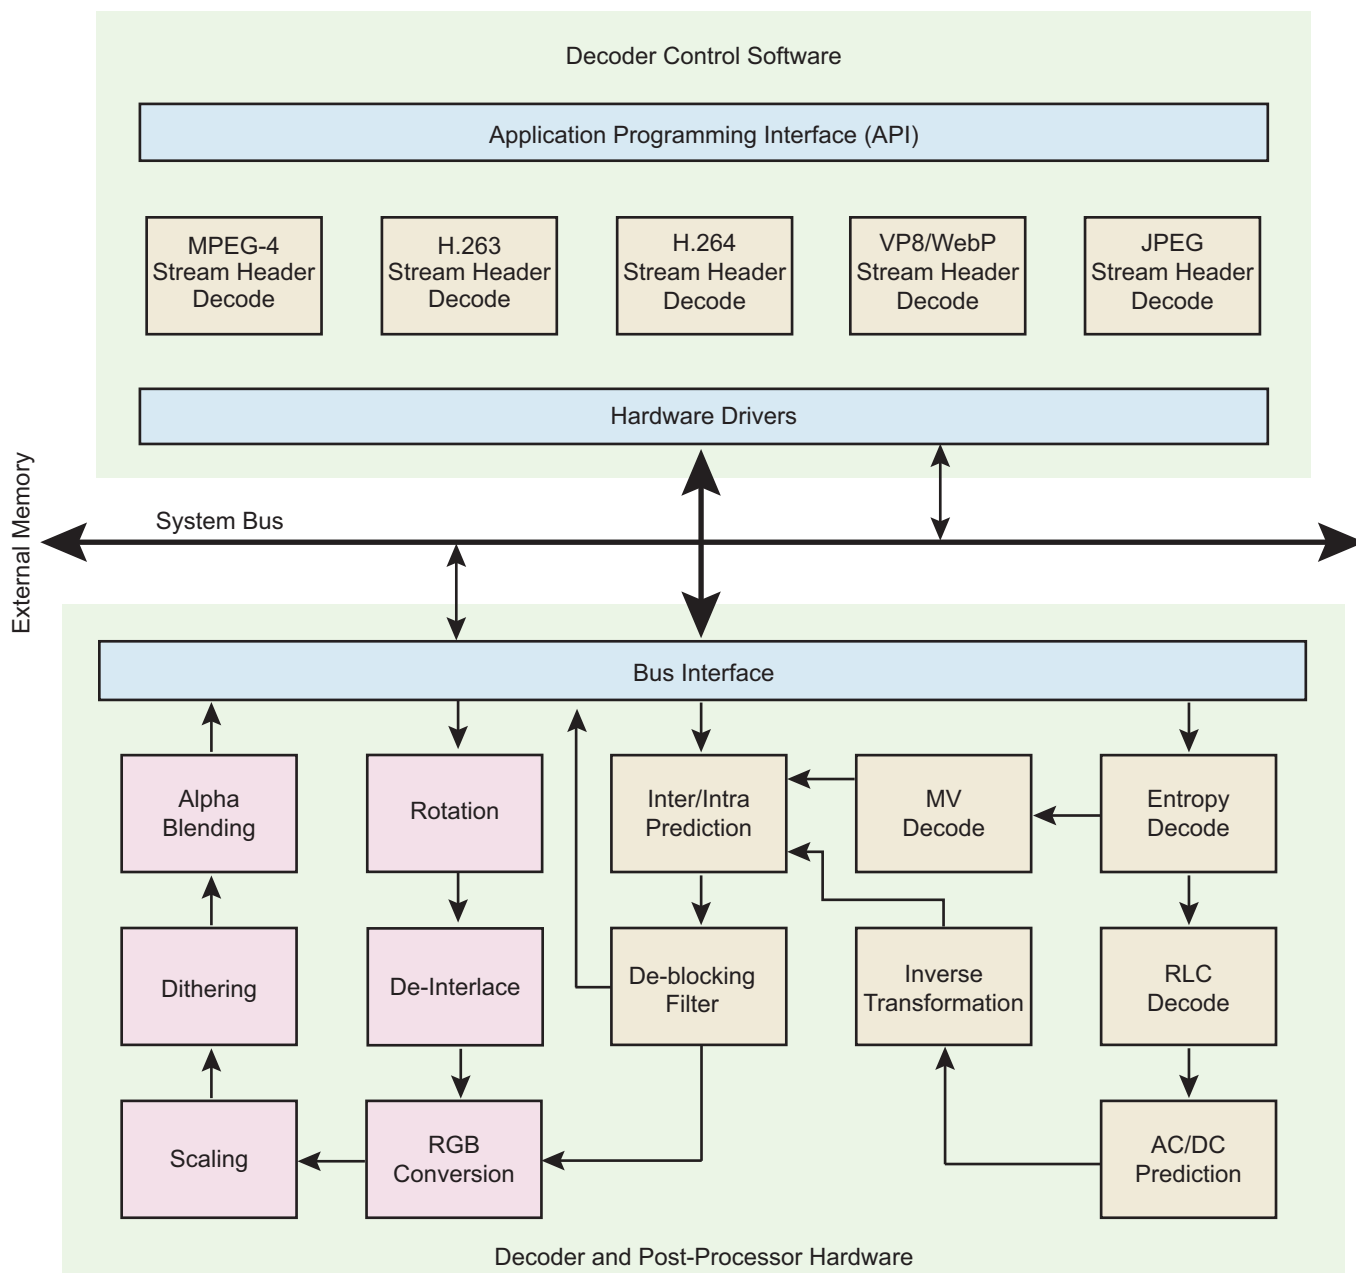 Decoder Control Software
Application Programming Interface (API)
MPEG-4
Stream Header
Decode
H.263
Stream Header
Decode
H.264
Stream Header
Decode
VP8/WebP
Stream Header
Decode
JPEG
Stream Header
Decode
Hardware Drivers
External Memory
System Bus
Bus Interface
Alpha
Blending
Rotation
Inter/Intra
Prediction
MV
Decode
Entropy
Decode
Dithering
De-Interlace
De-blocking
Filter
Inverse
Transformation
RLC
Decode
Scaling
RGB
Conversion
AC/DC
Prediction
Decoder and Post-Processor Hardware